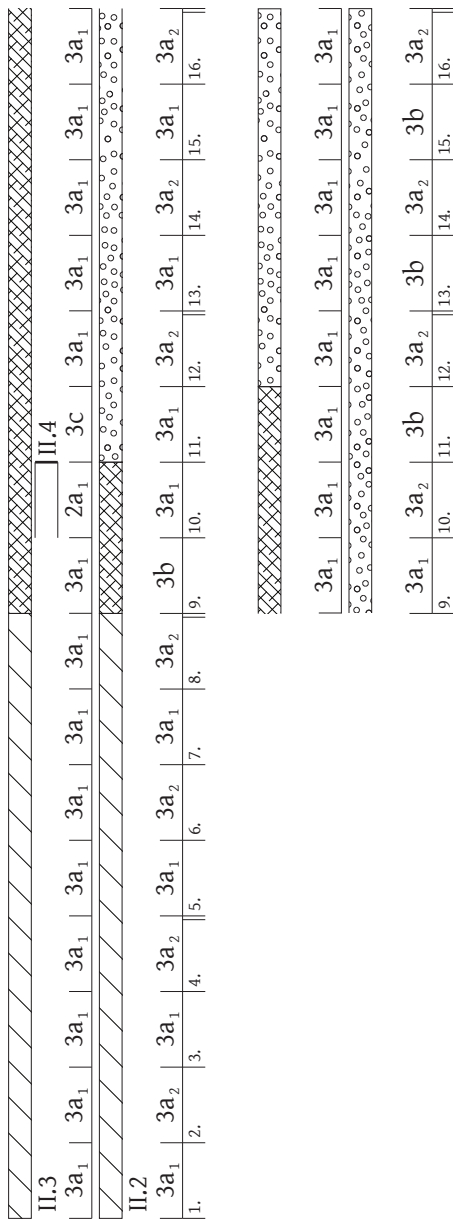 II.3 II.4
3a₁ 3a₁ 3a₁ 3a₁ 3a₁ 3a₁ 3a₁ 3a₁ 3a₁ 2a₁ 3c 3a₁ 3a₁ 3a₁ 3a₁ 3a₁
II.2
3a₁ 3a₂ 3a₁ 3a₂ 3a₁ 3a₂ 3a₁ 3a₂ 3b 3a₁ 3a₁ 3a₂ 3a₁ 3a₂ 3a₁ 3a₂
1. 2. 3. 4. 5. 6. 7. 8. 9. 10. 11. 12. 13. 14. 15. 16.
3a₁ 3a₁ 3a₁ 3a₁ 3a₁ 3a₁ 3a₁ 3a₁
3a₁ 3a₂ 3b 3a₂ 3b 3a₂ 3b 3a₂
9. 10. 11. 12. 13. 14. 15. 16.